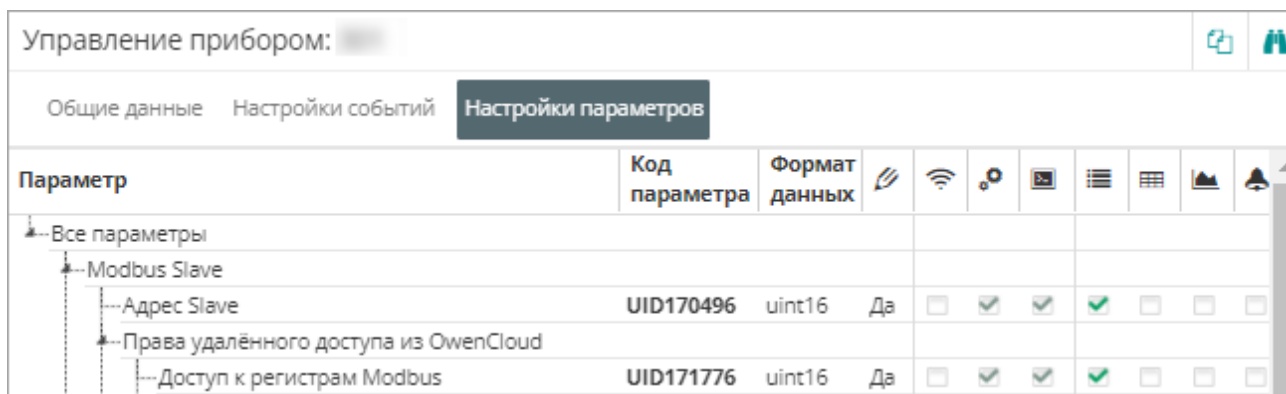 Управление прибором:
Общие данные Настройки событий Настройки параметров
Параметр Код параметра Формат данных
Все параметры
Modbus Slave
Адрес Slave UID170496 uint16 Да
Права удалённого доступа из OwenCloud
Доступ к регистрам Modbus UID171776 uint16 Да